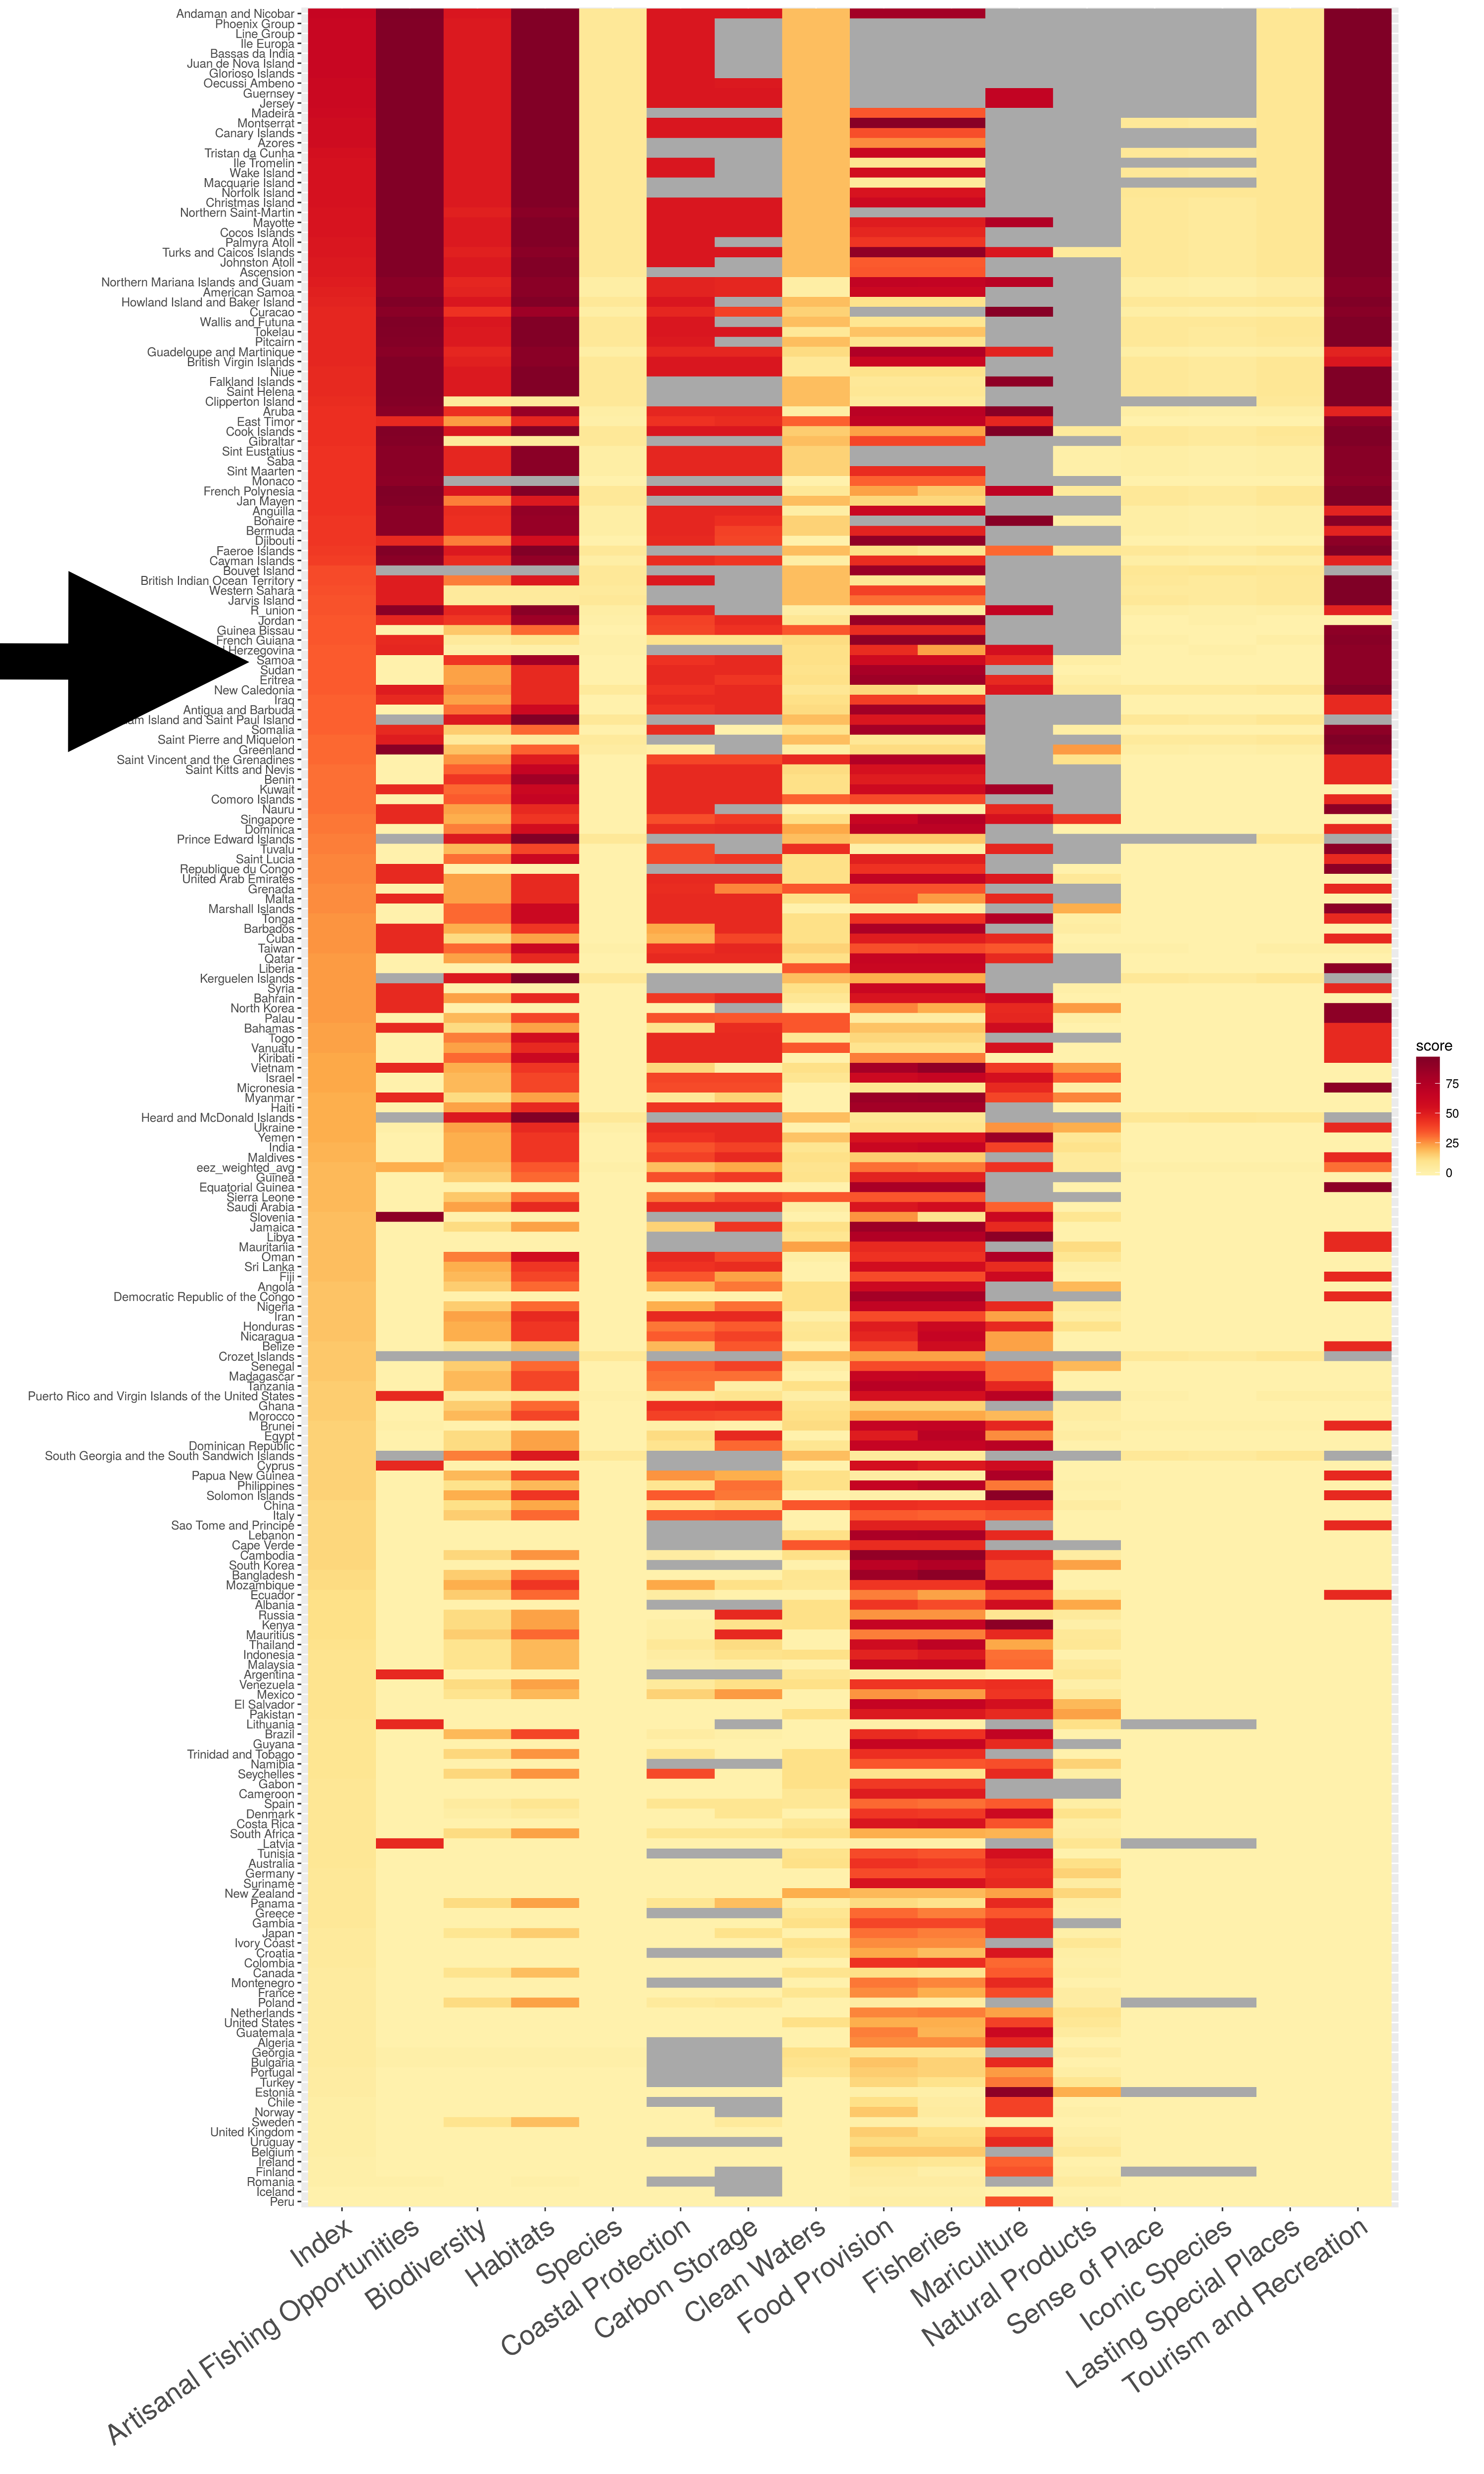 Andaman and Nicobar
Phoenix Group
Line Group
Ile Europa
Bassas da India
Juan de Nova Island
Glorioso Islands
Oecussi Ambeno
Guernsey
Jersey
Madeira
Montserrat
Canary Islands
Azores
Tristan da Cunha
Ile Tromelin
Wake Island
Macquarie Island
Norfolk Island
Christmas Island
Northern Saint-Martin
Mayotte
Cocos Islands
Palmyra Atoll
Turks and Caicos Islands
Johnston Atoll
Ascension
Northern Mariana Islands and Guam
American Samoa
Howland Island and Baker Island
Curacao
Wallis and Futuna
Tokelau
Pitcairn
Guadeloupe and Martinique
British Virgin Islands
Niue
Falkland Islands
Saint Helena
Clipperton Island
Aruba
East Timor
Cook Islands
Gibraltar
Sint Eustatius
Saba
Sint Maarten
Monaco
French Polynesia
Jan Mayen
Anguilla
Bonaire
Bermuda
Djibouti
Faeroe Islands
Cayman Islands
Bouvet Island
British Indian Ocean Territory
Western Sahara
Jarvis Island
R_union
Jordan
Guinea Bissau
French Guiana
Herzegovina
Samoa
Sudan
Eritrea
New Caledonia
Iraq
Antigua and Barbuda
Island and Saint Paul Island
Somalia
Saint Pierre and Miquelon
Greenland
Saint Vincent and the Grenadines
Saint Kitts and Nevis
Benin
Kuwait
Comoro Islands
Nauru
Singapore
Dominica
Prince Edward Islands
Tuvalu
Saint Lucia
Republique du Congo
United Arab Emirates
Grenada
Malta
Marshall Islands
Tonga
Barbados
Cuba
Taiwan
Qatar
Liberia
Kerguelen Islands
Syria
Bahrain
North Korea
Palau
Bahamas
Togo
Vanuatu
Kiribati
Vietnam
Israel
Micronesia
Myanmar
Haiti
Heard and McDonald Islands
Ukraine
Yemen
India
Maldives
eez_weighted_avg
Guinea
Equatorial Guinea
Sierra Leone
Saudi Arabia
Slovenia
Jamaica
Libya
Mauritania
Oman
Sri Lanka
Fiji
Angola
Democratic Republic of the Congo
Nigeria
Iran
Honduras
Nicaragua
Belize
Crozet Islands
Senegal
Madagascar
Tanzania
Puerto Rico and Virgin Islands of the United States
Ghana
Morocco
Brunei
Egypt
Dominican Republic
South Georgia and the South Sandwich Islands
Cyprus
Papua New Guinea
Philippines
Solomon Islands
China
Italy
Sao Tome and Principe
Lebanon
Cape Verde
Cambodia
South Korea
Bangladesh
Mozambique
Ecuador
Albania
Russia
Kenya
Mauritius
Thailand
Indonesia
Malaysia
Argentina
Venezuela
Mexico
El Salvador
Pakistan
Lithuania
Brazil
Guyana
Trinidad and Tobago
Namibia
Seychelles
Gabon
Cameroon
Spain
Denmark
Costa Rica
South Africa
Latvia
Tunisia
Australia
Germany
Suriname
New Zealand
Panama
Greece
Gambia
Japan
Ivory Coast
Croatia
Colombia
Canada
Montenegro
France
Poland
Netherlands
United States
Guatemala
Algeria
Georgia
Bulgaria
Portugal
Turkey
Estonia
Chile
Norway
Sweden
United Kingdom
Uruguay
Belgium
Ireland
Finland
Romania
Iceland
Peru
Index
Artisanal Fishing Opportunities
Biodiversity
Habitats
Species
Coastal Protection
Carbon Storage
Clean Waters
Food Provision
Fisheries
Mariculture
Natural Products
Sense of Place
Iconic Species
Lasting Special Places
Tourism and Recreation
score
75
50
25
0